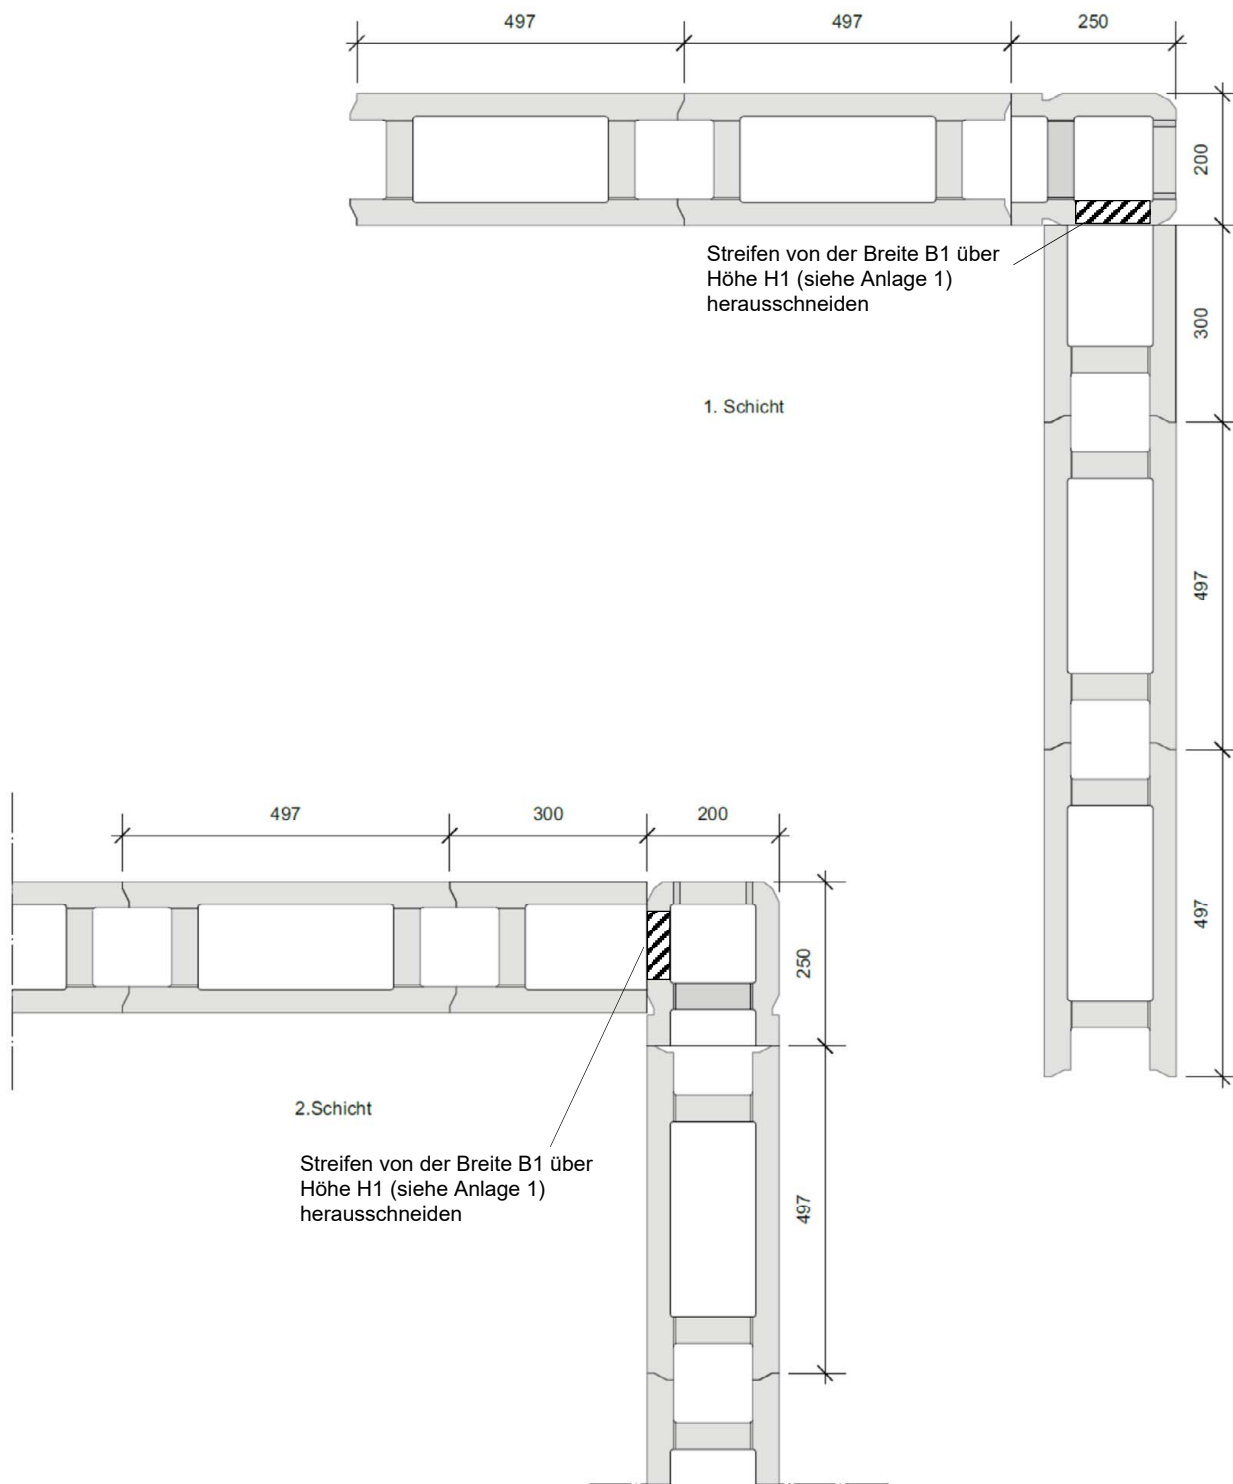 497
497
250
200
Streifen von der Breite B1 über
Höhe H1 (siehe Anlage 1)
herausschneiden
300
1. Schicht
497
497
497
300
200
250
2.Schicht
Streifen von der Breite B1 über
Höhe H1 (siehe Anlage 1)
herausschneiden
497